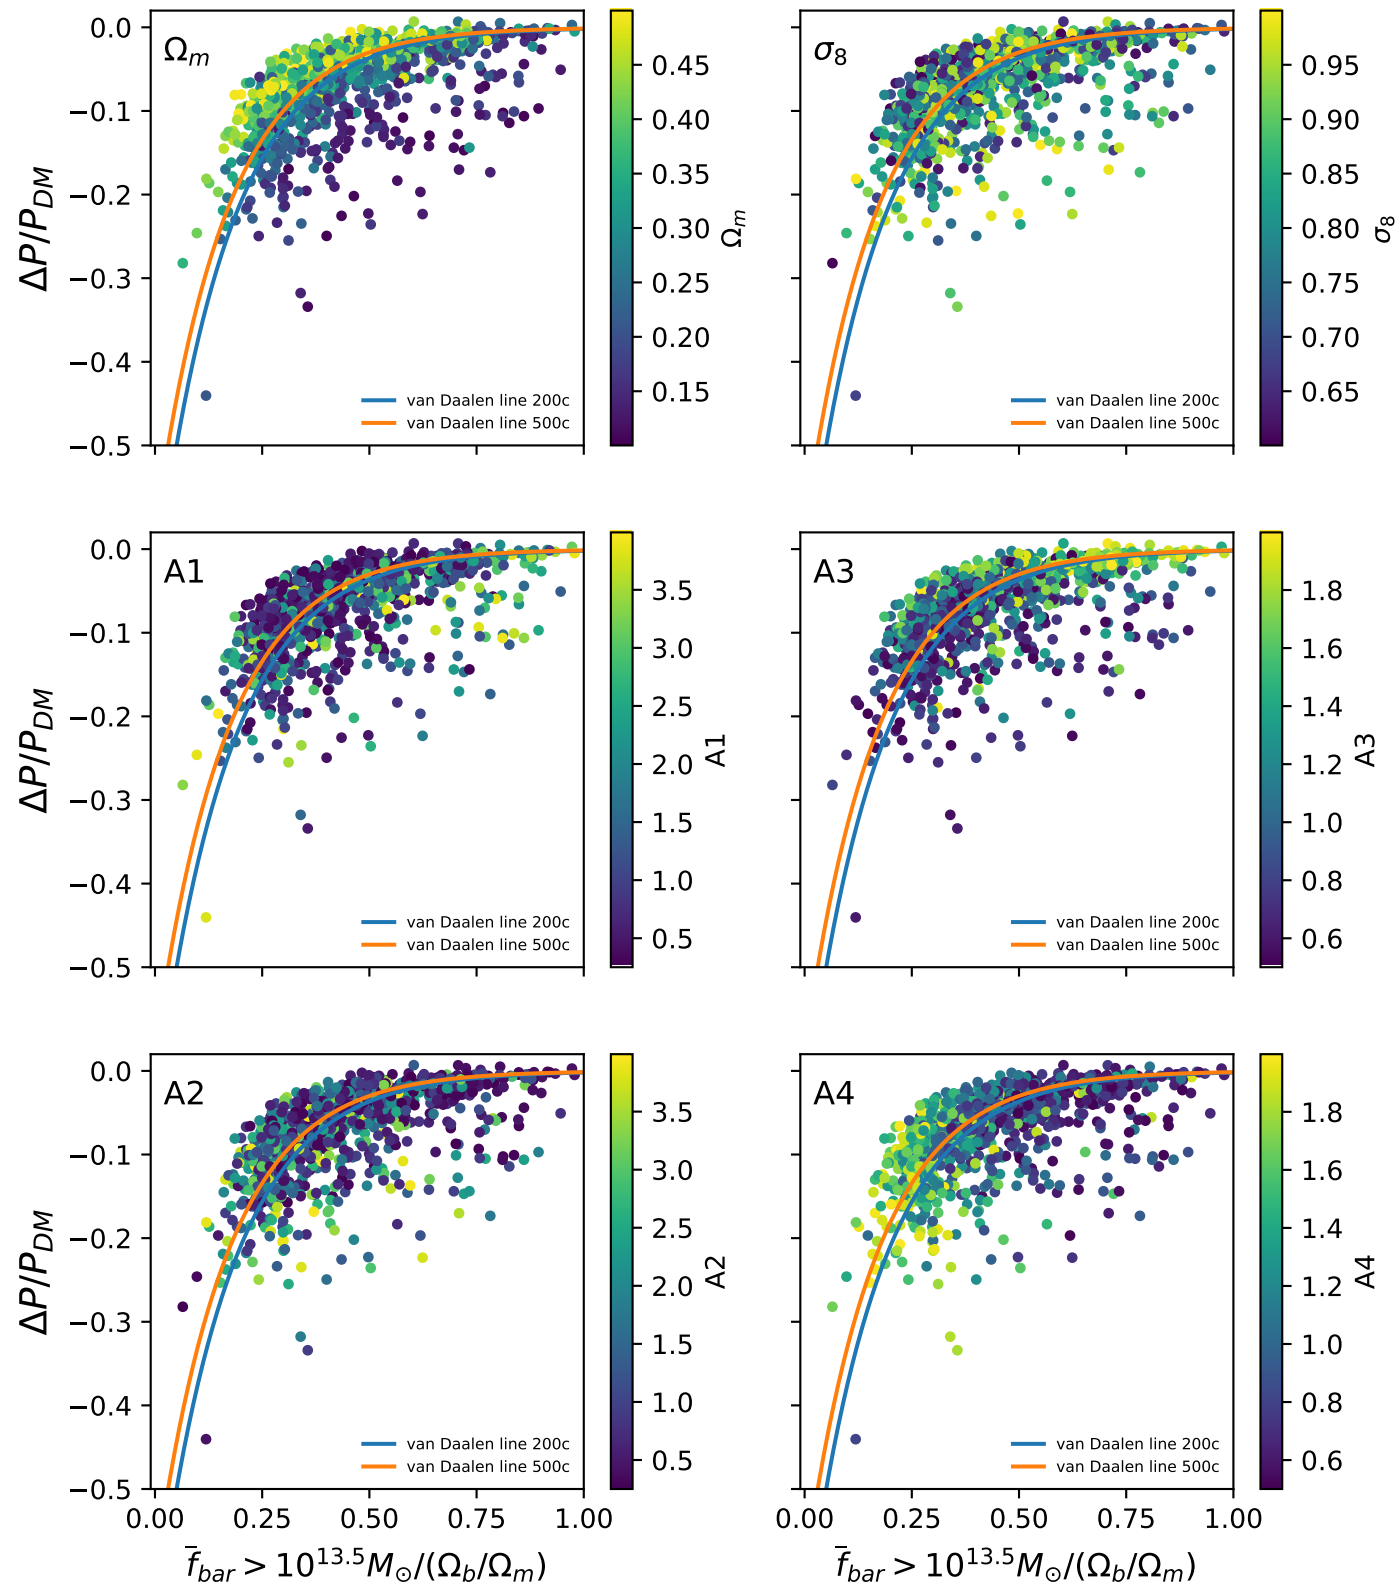 0.0
−0.1
−0.2
−0.3
−0.4
−0.5
ΔP/P_DM
Ω_m
van Daalen line 200c
van Daalen line 500c
0.45
0.40
0.35
0.30
0.25
0.20
0.15
Ω_m
σ_8
van Daalen line 200c
van Daalen line 500c
0.95
0.90
0.85
0.80
0.75
0.70
0.65
σ_8
0.0
−0.1
−0.2
−0.3
−0.4
−0.5
ΔP/P_DM
A1
van Daalen line 200c
van Daalen line 500c
3.5
3.0
2.5
2.0
1.5
1.0
0.5
A1
A3
van Daalen line 200c
van Daalen line 500c
1.8
1.6
1.4
1.2
1.0
0.8
0.6
A3
0.0
−0.1
−0.2
−0.3
−0.4
−0.5
ΔP/P_DM
A2
van Daalen line 200c
van Daalen line 500c
0.00 0.25 0.50 0.75 1.00
f̄_bar > 10^13.5 M_⊙/(Ω_b/Ω_m)
3.5
3.0
2.5
2.0
1.5
1.0
0.5
A2
A4
van Daalen line 200c
van Daalen line 500c
0.00 0.25 0.50 0.75 1.00
f̄_bar > 10^13.5 M_⊙/(Ω_b/Ω_m)
1.8
1.6
1.4
1.2
1.0
0.8
0.6
A4